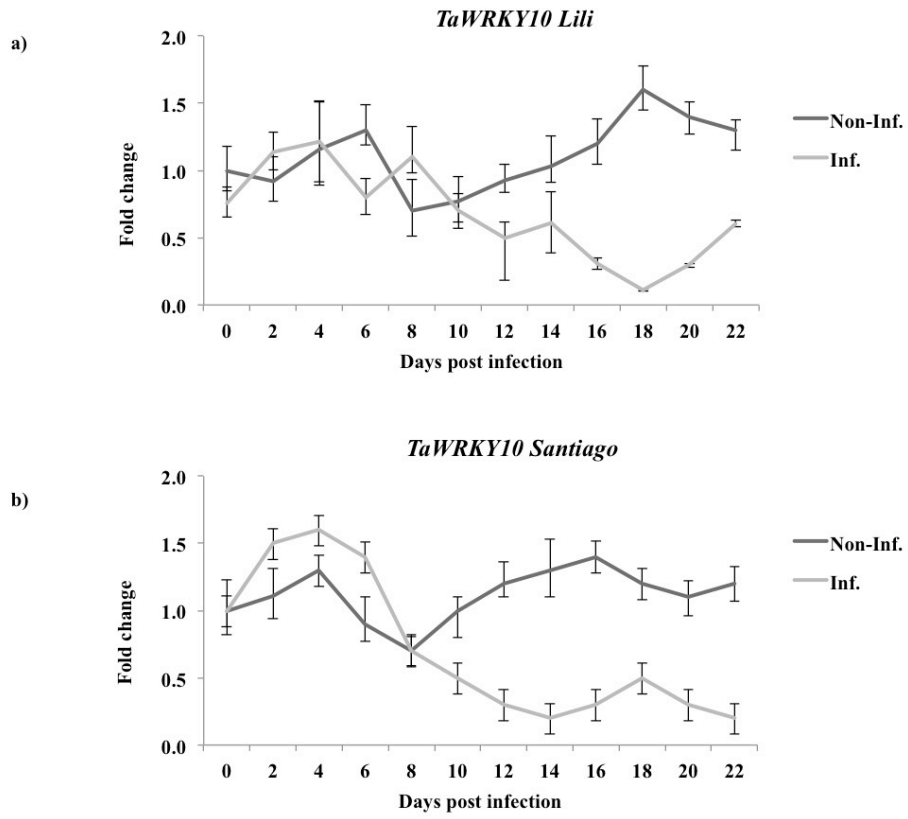 TaWRKY10 Lili
a)
2.0
1.5
1.0
0.5
0.0
Fold change
0 2 4 6 8 10 12 14 16 18 20 22
Days post infection
Non-Inf.
Inf.
TaWRKY10 Santiago
b)
2.0
1.5
1.0
0.5
0.0
Fold change
0 2 4 6 8 10 12 14 16 18 20 22
Days post infection
Non-Inf.
Inf.